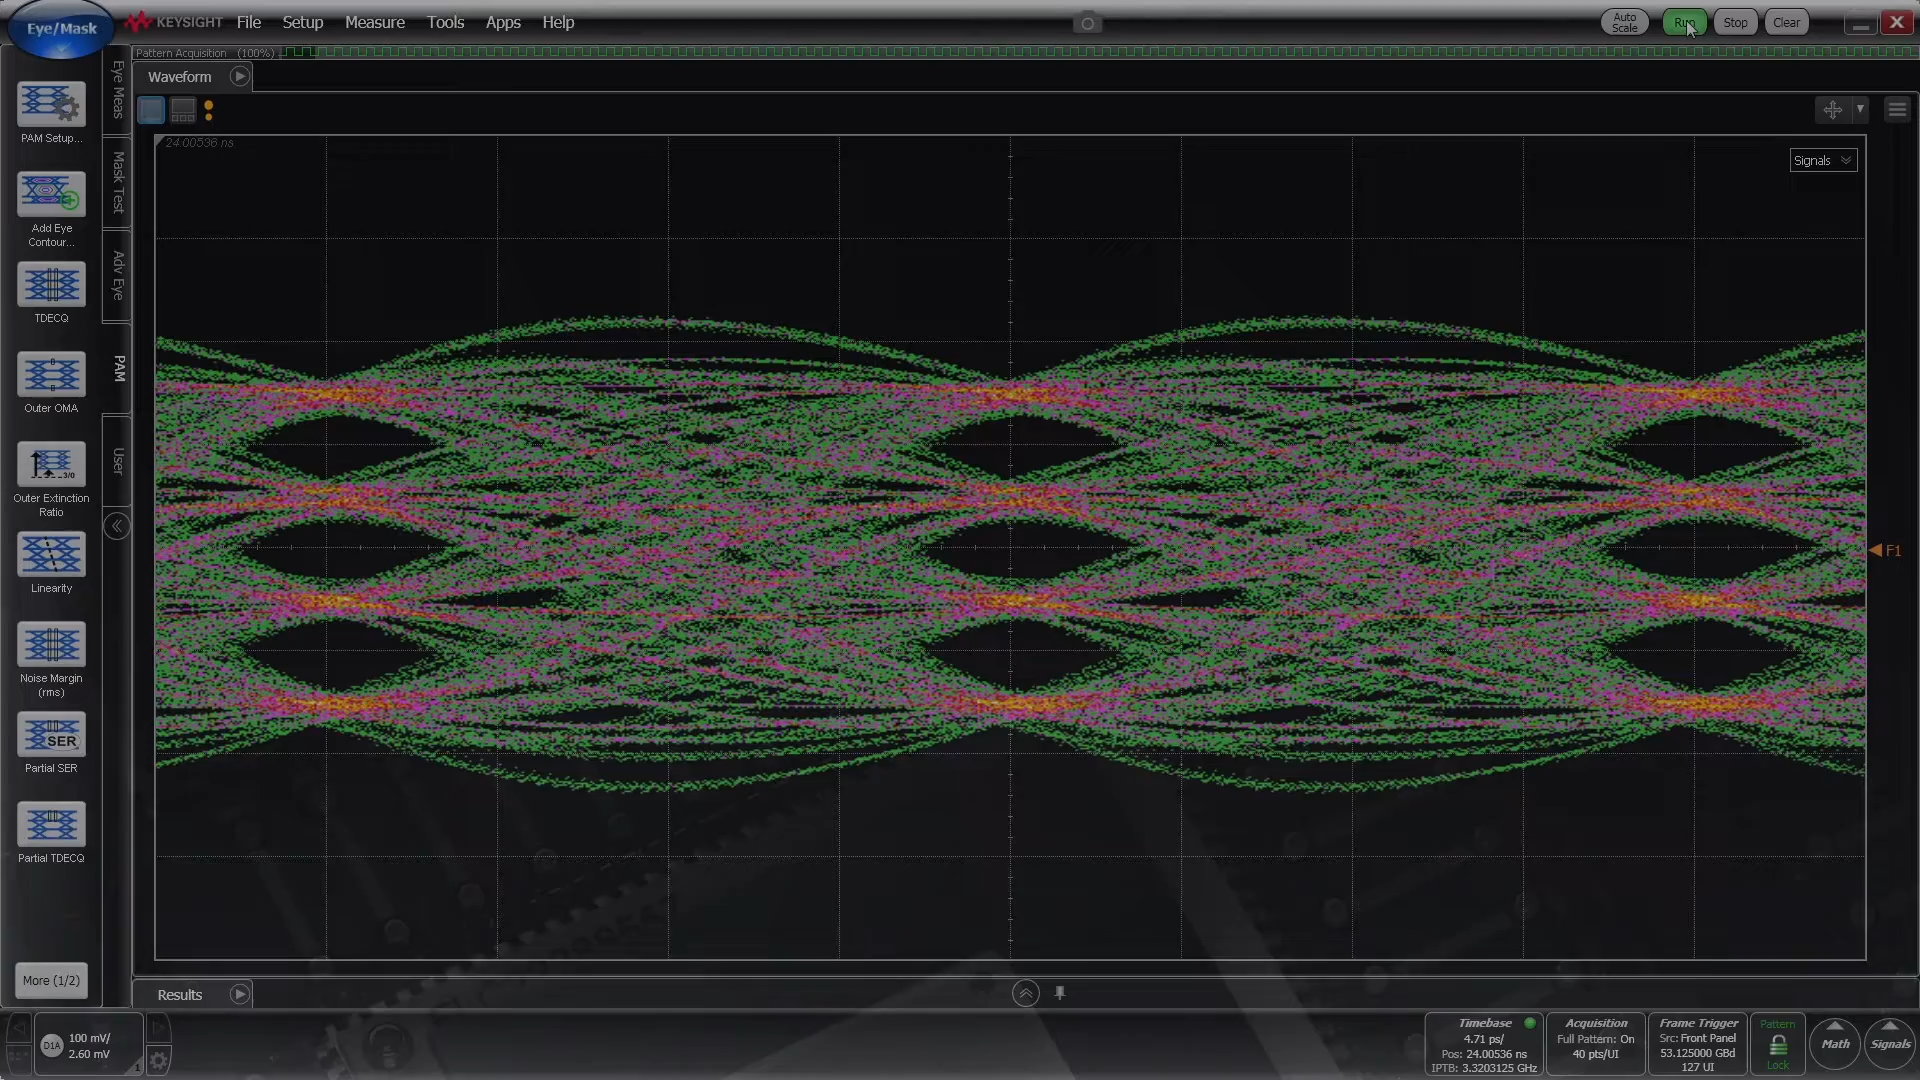 Eye/Mask
KEYSIGHT
File Setup Measure Tools Apps Help
Auto Scale
Run
Stop
Clear
Pattern Acquisition (100%)
Waveform
24.00536 ns
Signals
PAM Setup...
Add Eye
Contour...
TDECQ
Outer OMA
3/0
Outer Extinction
Ratio
Linearity
Noise Margin
(rms)
SER
Partial SER
Partial TDECQ
More (1/2)
Eye Meas
Mask Test
Adv Eye
PAM
User
F1
Results
D1A
100 mV/
2.60 mV
1
Timebase
4.71 ps/
Pos: 24.00536 ns
IPTB: 3.3203125 GHz
Acquisition
Full Pattern: On
40 pts/UI
Frame Trigger
Src: Front Panel
53.125000 GBd
127 UI
Pattern
Lock
Math
Signals